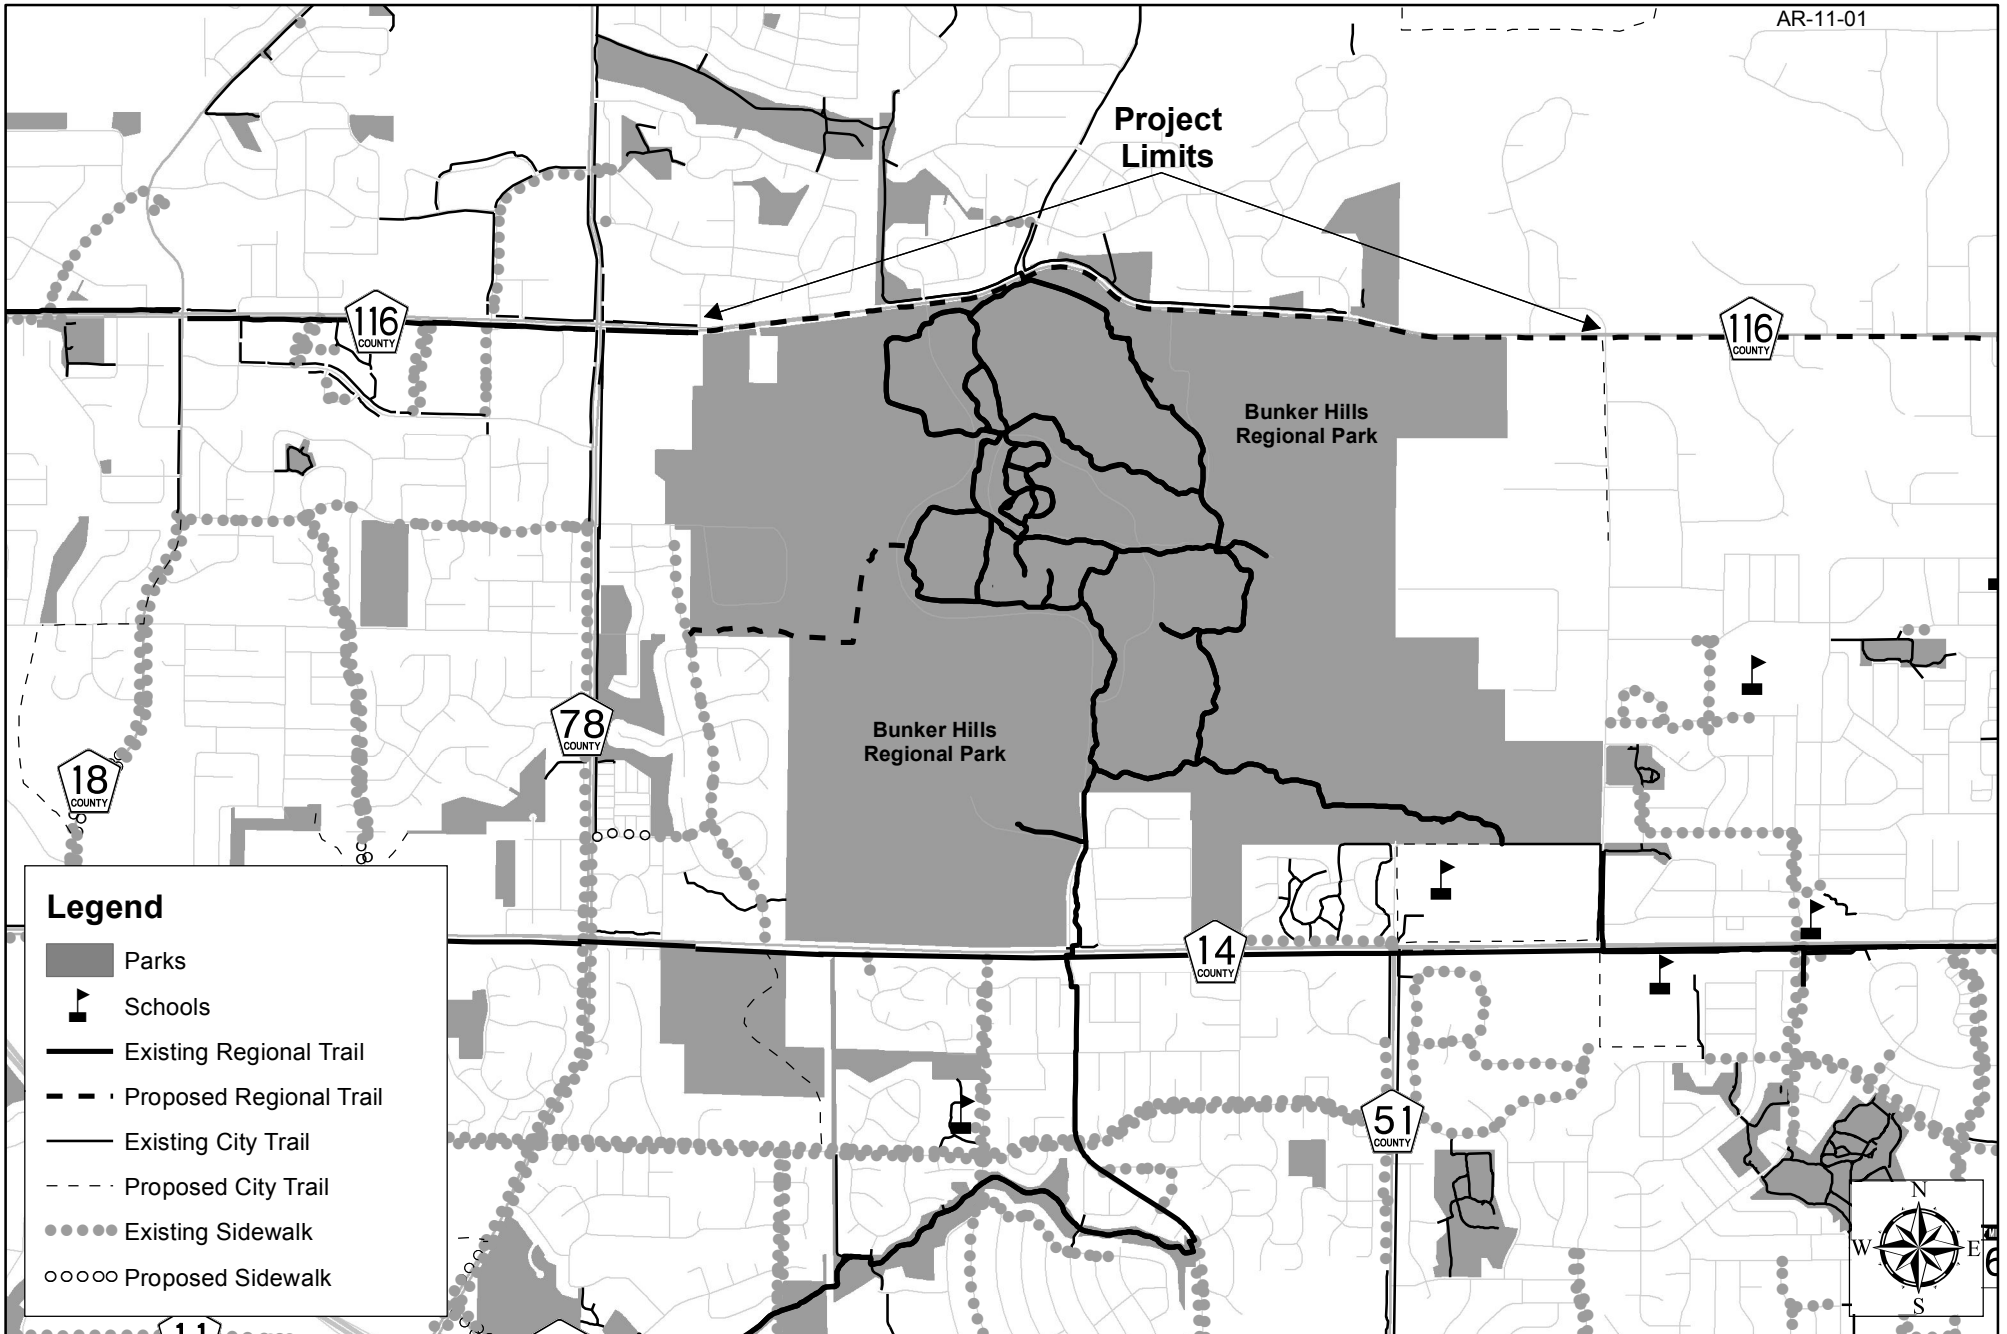 AR-11-01
Project
Limits
116
COUNTY
116
COUNTY
Bunker Hills
Regional Park
78
COUNTY
Bunker Hills
Regional Park
18
COUNTY
Legend
Parks
Schools
Existing Regional Trail
Proposed Regional Trail
Existing City Trail
Proposed City Trail
Existing Sidewalk
Proposed Sidewalk
14
COUNTY
51
COUNTY
N
W
E
S
11